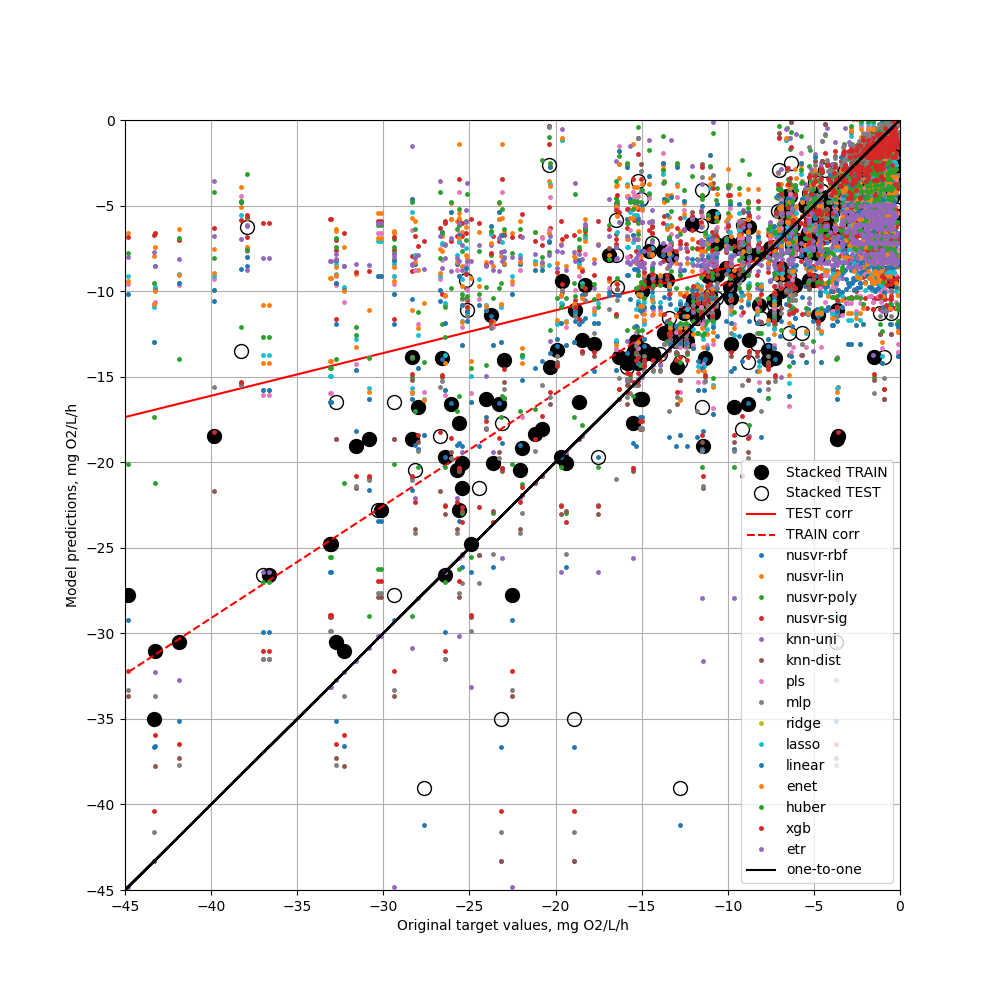 0
−5
−10
−15
−20
−25
−30
−35
−40
−45
Model predictions, mg O2/L/h
−45 −40 −35 −30 −25 −20 −15 −10 −5 0
Original target values, mg O2/L/h
Stacked TRAIN
Stacked TEST
TEST corr
TRAIN corr
nusvr-rbf
nusvr-lin
nusvr-poly
nusvr-sig
knn-uni
knn-dist
pls
mlp
ridge
lasso
linear
enet
huber
xgb
etr
one-to-one